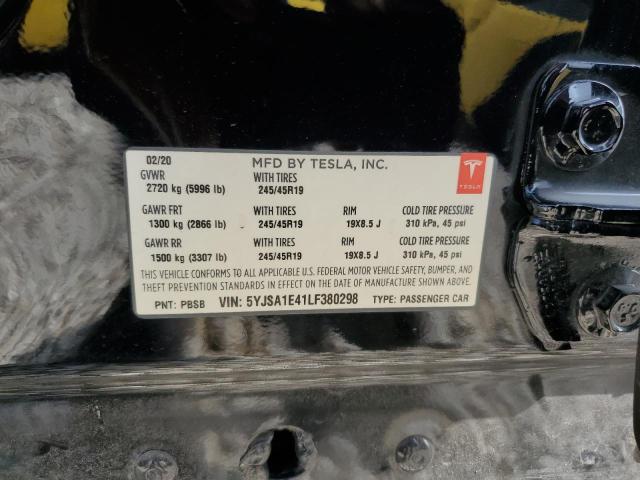 02/20 MFD BY TESLA, INC.
GVWR WITH TIRES
2720 kg (5996 lb) 245/45R19
TESLA
GAWR FRT WITH TIRES RIM COLD TIRE PRESSURE
1300 kg (2866 lb) 245/45R19 19X8.5 J 310 kPa, 45 psi
GAWR RR WITH TIRES RIM COLD TIRE PRESSURE
1500 kg (3307 lb) 245/45R19 19X8.5 J 310 kPa, 45 psi
THIS VEHICLE CONFORMS TO ALL APPLICABLE U.S. FEDERAL MOTOR VEHICLE SAFETY, BUMPER, AND
THEFT PREVENTION STANDARDS IN EFFECT ON THE DATE OF MANUFACTURE SHOWN ABOVE.
PNT: PBSB VIN: 5YJSA1E41LF380298 TYPE: PASSENGER CAR